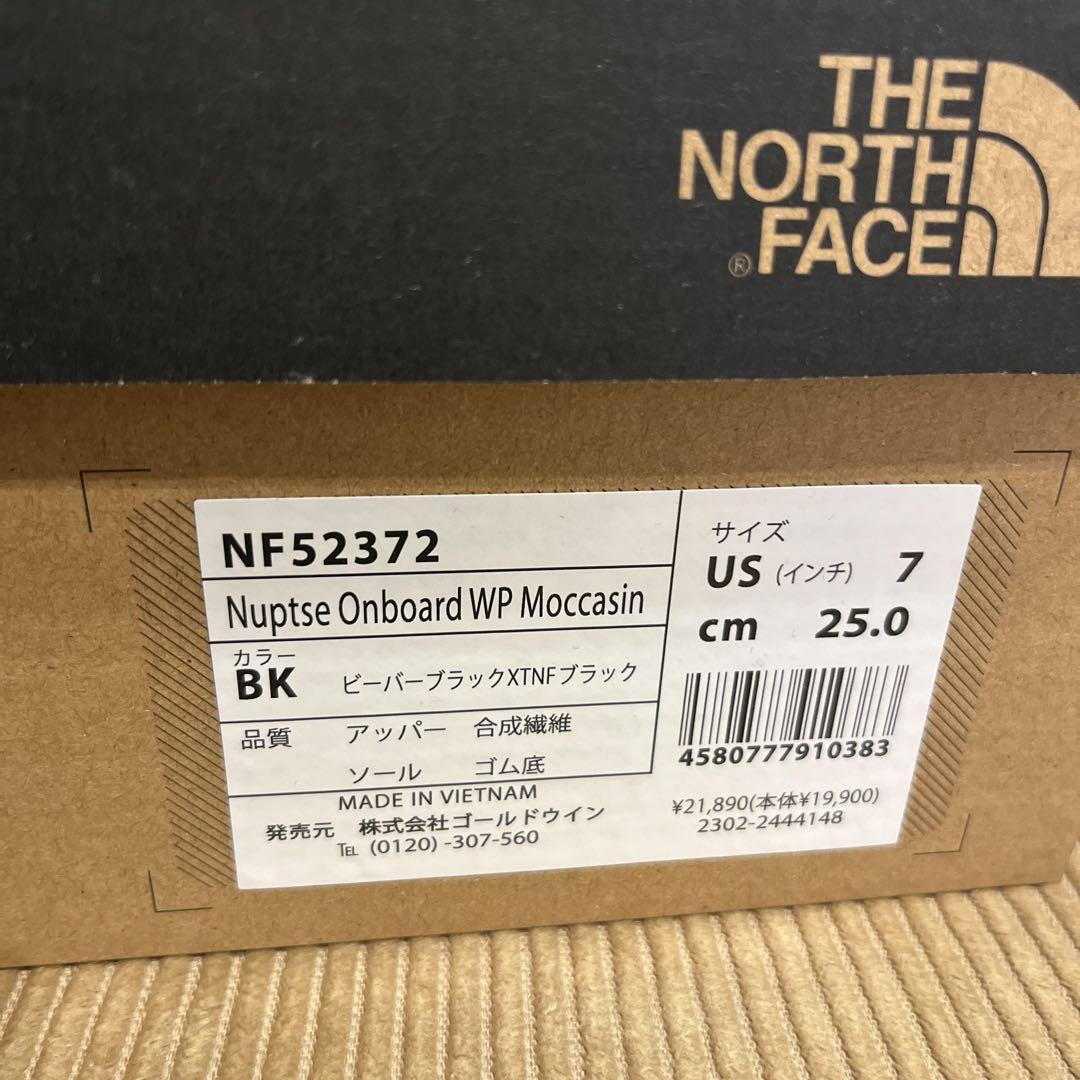 THE
NORTH
FACE
®
NF52372
Nuptse Onboard WP Moccasin
カラー
BK ビーバーブラックXTNFブラック
品質 アッパー 合成繊維
ソール ゴム底
MADE IN VIETNAM
発売元 株式会社ゴールドウイン
℡ (0120) -307-560
サイズ
US (インチ) 7
cm 25.0
4580777910383
¥21,890(本体¥19,900)
2302-2444148